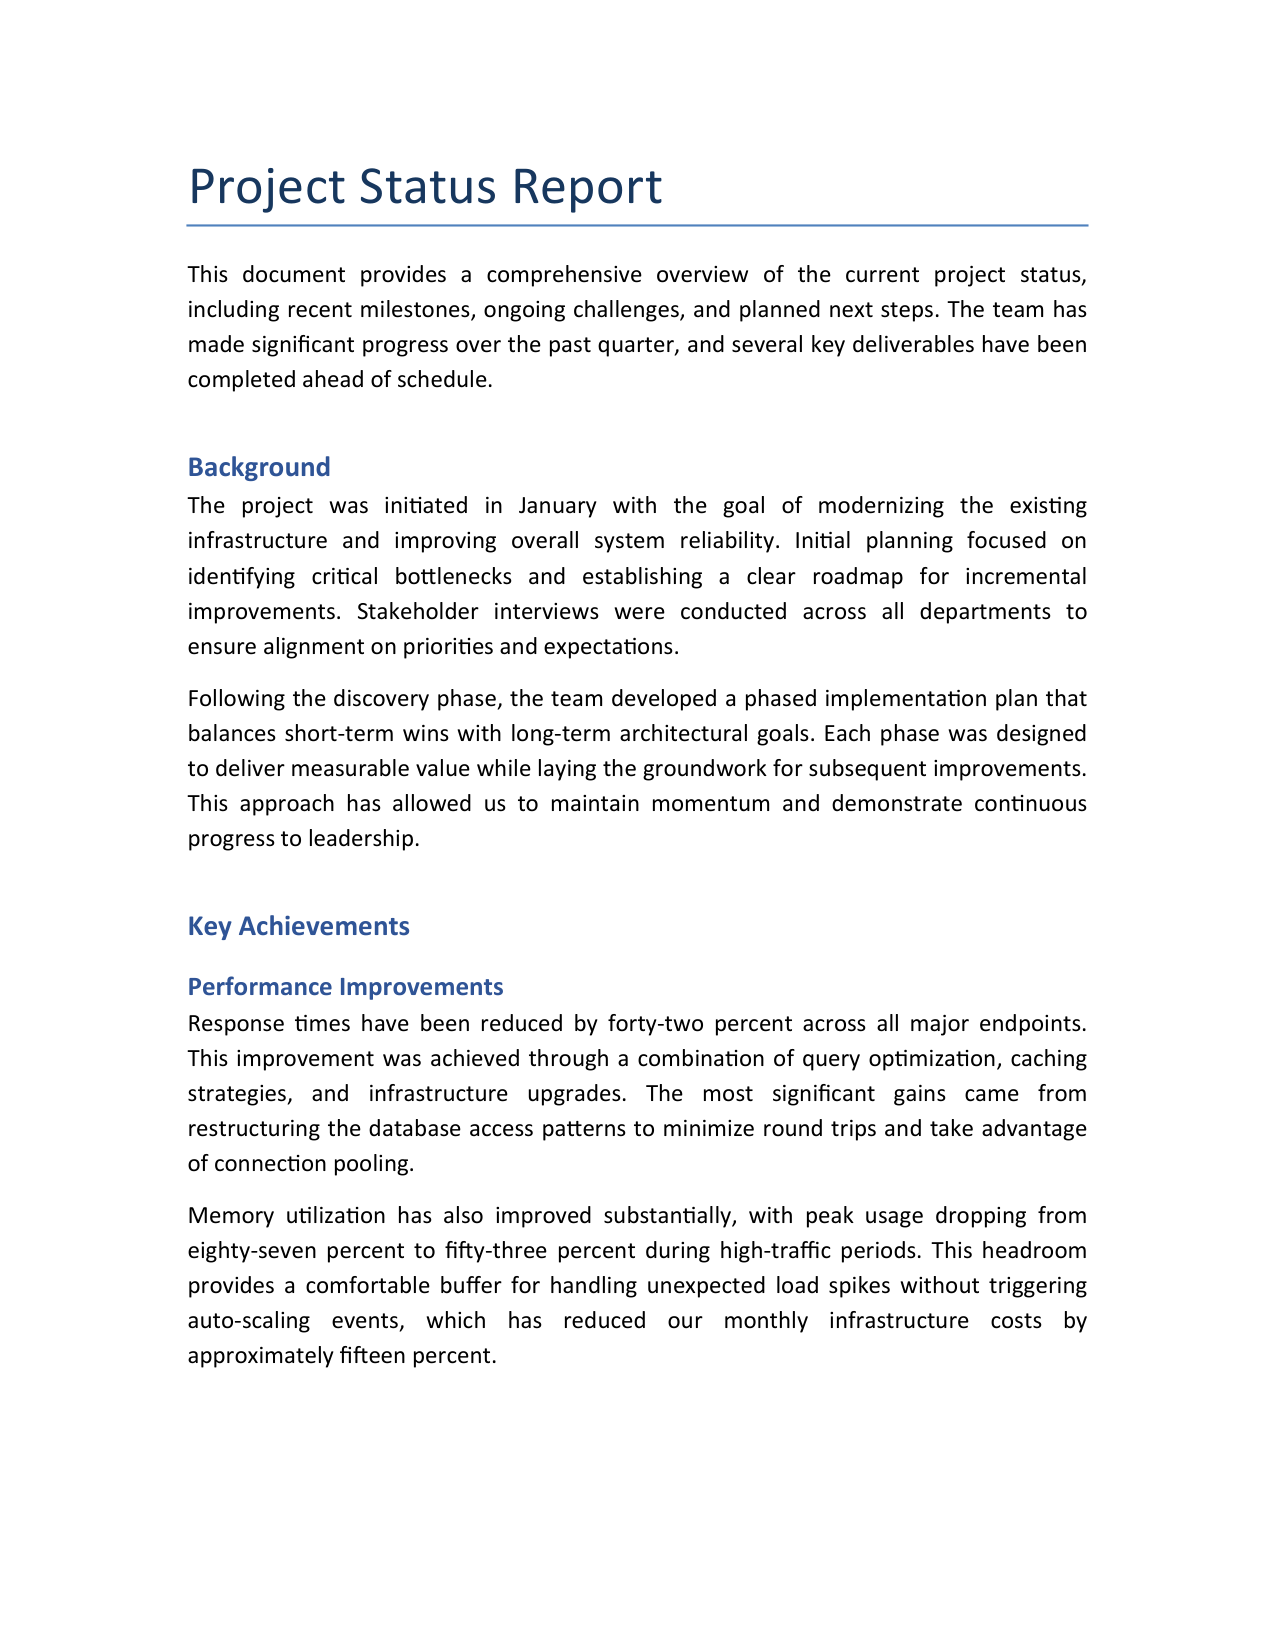 Project Status Report
This document provides a comprehensive overview of the current project status,
including recent milestones, ongoing challenges, and planned next steps. The team has
made significant progress over the past quarter, and several key deliverables have been
completed ahead of schedule.
Background
The project was initiated in January with the goal of modernizing the existing
infrastructure and improving overall system reliability. Initial planning focused on
identifying critical bottlenecks and establishing a clear roadmap for incremental
improvements. Stakeholder interviews were conducted across all departments to
ensure alignment on priorities and expectations.
Following the discovery phase, the team developed a phased implementation plan that
balances short-term wins with long-term architectural goals. Each phase was designed
to deliver measurable value while laying the groundwork for subsequent improvements.
This approach has allowed us to maintain momentum and demonstrate continuous
progress to leadership.
Key Achievements
Performance Improvements
Response times have been reduced by forty-two percent across all major endpoints.
This improvement was achieved through a combination of query optimization, caching
strategies, and infrastructure upgrades. The most significant gains came from
restructuring the database access patterns to minimize round trips and take advantage
of connection pooling.
Memory utilization has also improved substantially, with peak usage dropping from
eighty-seven percent to fifty-three percent during high-traffic periods. This headroom
provides a comfortable buffer for handling unexpected load spikes without triggering
auto-scaling events, which has reduced our monthly infrastructure costs by
approximately fifteen percent.